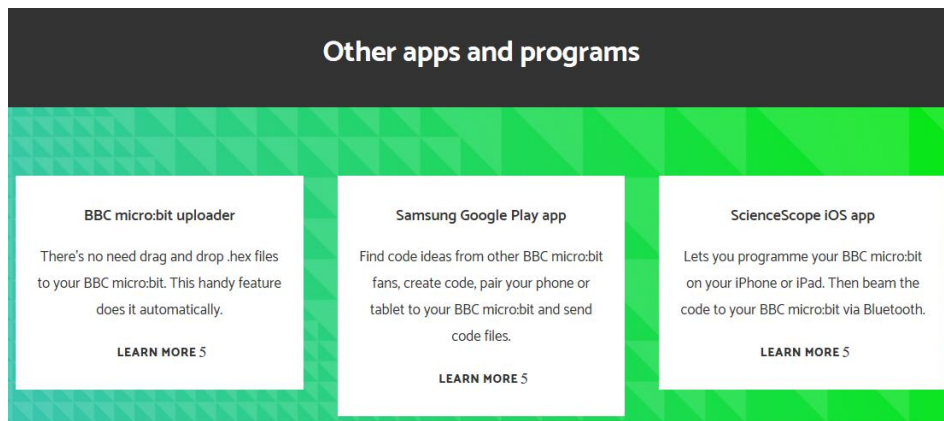 Other apps and programs
BBC micro:bit uploader
There's no need drag and drop .hex files
to your BBC micro:bit. This handy feature
does it automatically.
LEARN MORE 5
Samsung Google Play app
Find code ideas from other BBC micro:bit
fans, create code, pair your phone or
tablet to your BBC micro:bit and send
code files.
LEARN MORE 5
ScienceScope iOS app
Lets you programme your BBC micro:bit
on your iPhone or iPad. Then beam the
code to your BBC micro:bit via Bluetooth.
LEARN MORE 5